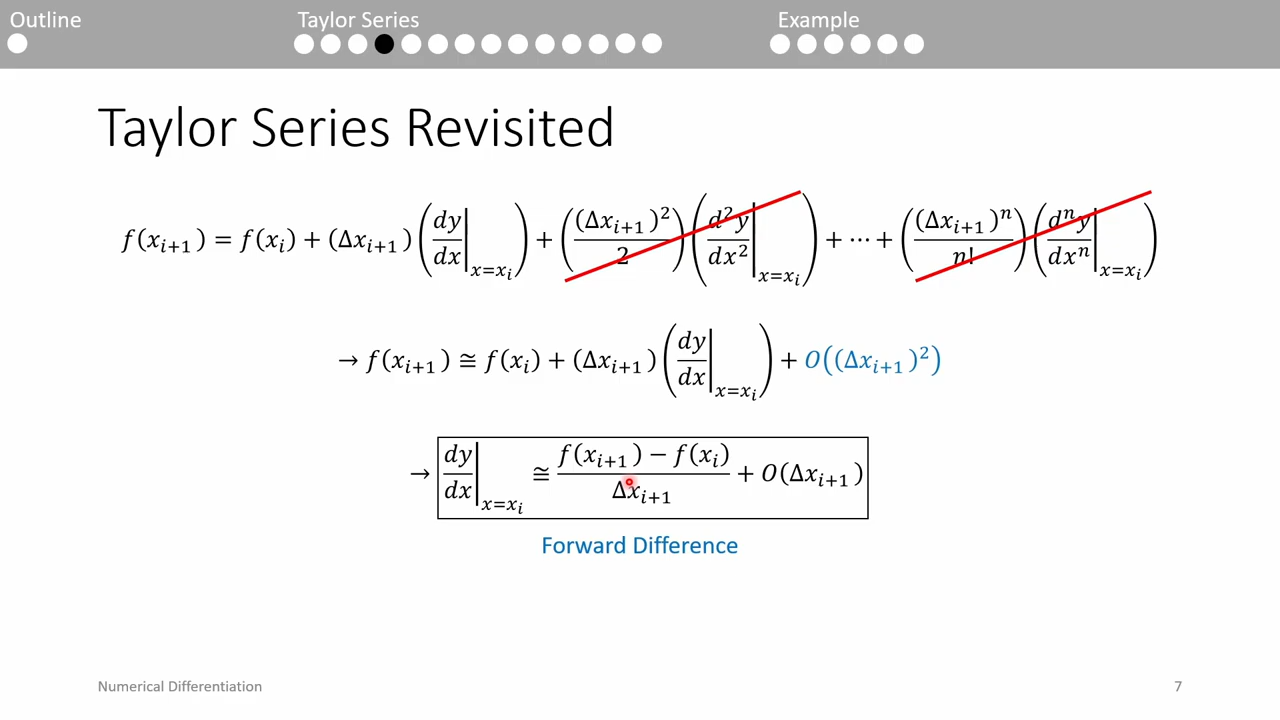 Outline Taylor Series Example
Taylor Series Revisited
f(x_{i+1}) = f(x_i) + (Δx_{i+1}) (dy/dx|_{x=x_i}) + ((Δx_{i+1})^2/2) (d^2y/dx^2|_{x=x_i}) + ⋯ + ((Δx_{i+1})^n/n!) (d^ny/dx^n|_{x=x_i})
→ f(x_{i+1}) ≅ f(x_i) + (Δx_{i+1}) (dy/dx|_{x=x_i}) + O((Δx_{i+1})^2)
→ dy/dx|_{x=x_i} ≅ (f(x_{i+1}) − f(x_i))/Δx_{i+1} + O(Δx_{i+1})
Forward Difference
Numerical Differentiation 7